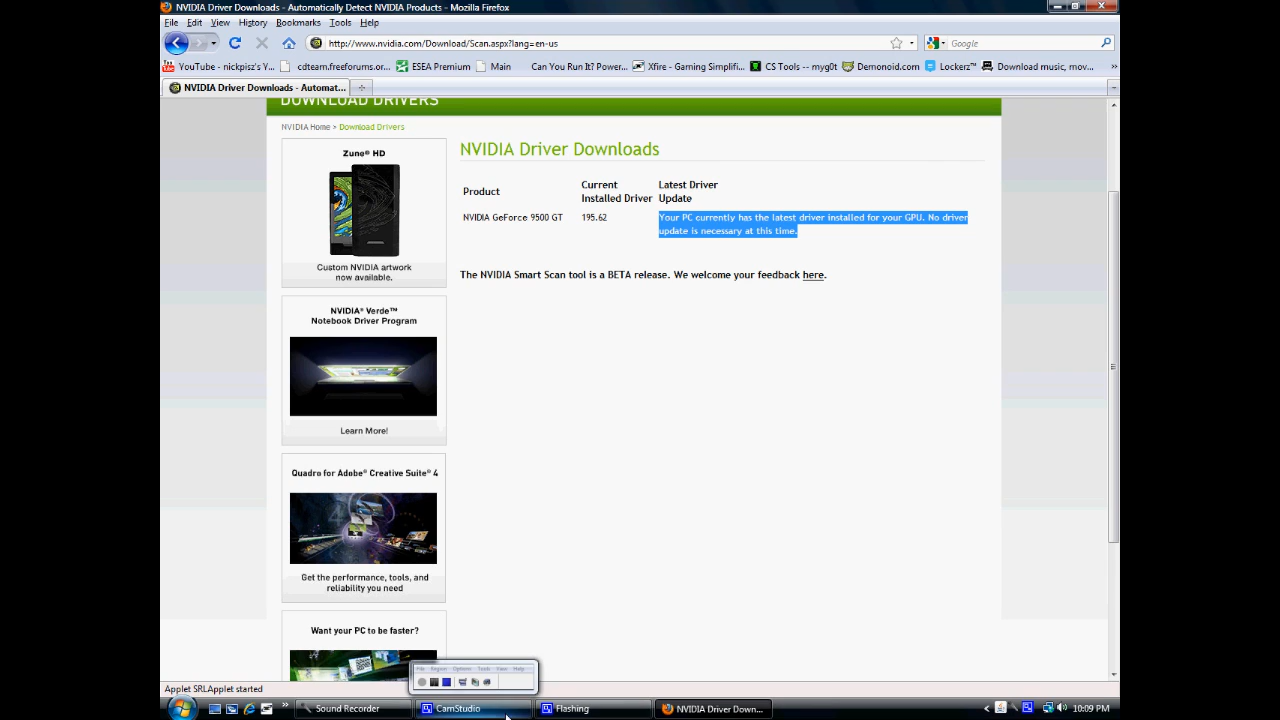 NVIDIA Driver Downloads - Automatically Detect NVIDIA Products - Mozilla Firefox
File Edit View History Bookmarks Tools Help
http://www.nvidia.com/Download/Scan.aspx?lang=en-us
Google
YouTube - nickpisz's Y... cdteam.freeforums.or... ESEA Premium Main Can You Run It! Power... Xfire - Gaming Simplifi... CS Tools -- myg0t demonoid.com Lockerz™ Download music, mov... »
NVIDIA Driver Downloads - Automat...
DOWNLOAD DRIVERS
NVIDIA Home > Download Drivers
Zune® HD
Custom NVIDIA artwork
now available.
NVIDIA® Verde™
Notebook Driver Program
Learn More!
Quadro for Adobe® Creative Suite® 4
Get the performance, tools, and
reliability you need
Want your PC to be faster?
NVIDIA Driver Downloads
Product
Current
Installed Driver
Latest Driver
Update
NVIDIA GeForce 9500 GT
195.62
Your PC currently has the latest driver installed for your GPU. No driver
update is necessary at this time.
The NVIDIA Smart Scan tool is a BETA release. We welcome your feedback here.
File Region Options Tools View Help
Applet SRLApplet started
Sound Recorder
CamStudio
Flashing
NVIDIA Driver Down...
10:09 PM